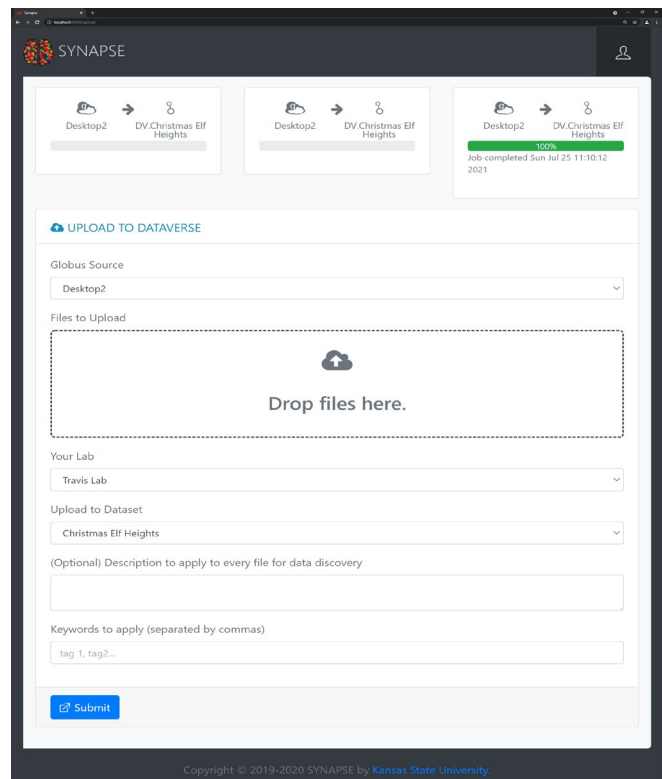 Synapse
SYNAPSE
Desktop2
DV.Christmas Elf
Heights
Desktop2
DV.Christmas Elf
Heights
Desktop2
DV.Christmas Elf
Heights
100%
Job completed Sun Jul 25 11:10:12
2021
UPLOAD TO DATAVERSE
Globus Source
Desktop2
Files to Upload
Drop files here.
Your Lab
Travis Lab
Upload to Dataset
Christmas Elf Heights
(Optional) Description to apply to every file for data discovery
Keywords to apply (separated by commas)
tag 1, tag2...
Submit
Copyright © 2019-2020 SYNAPSE by Kansas State University.